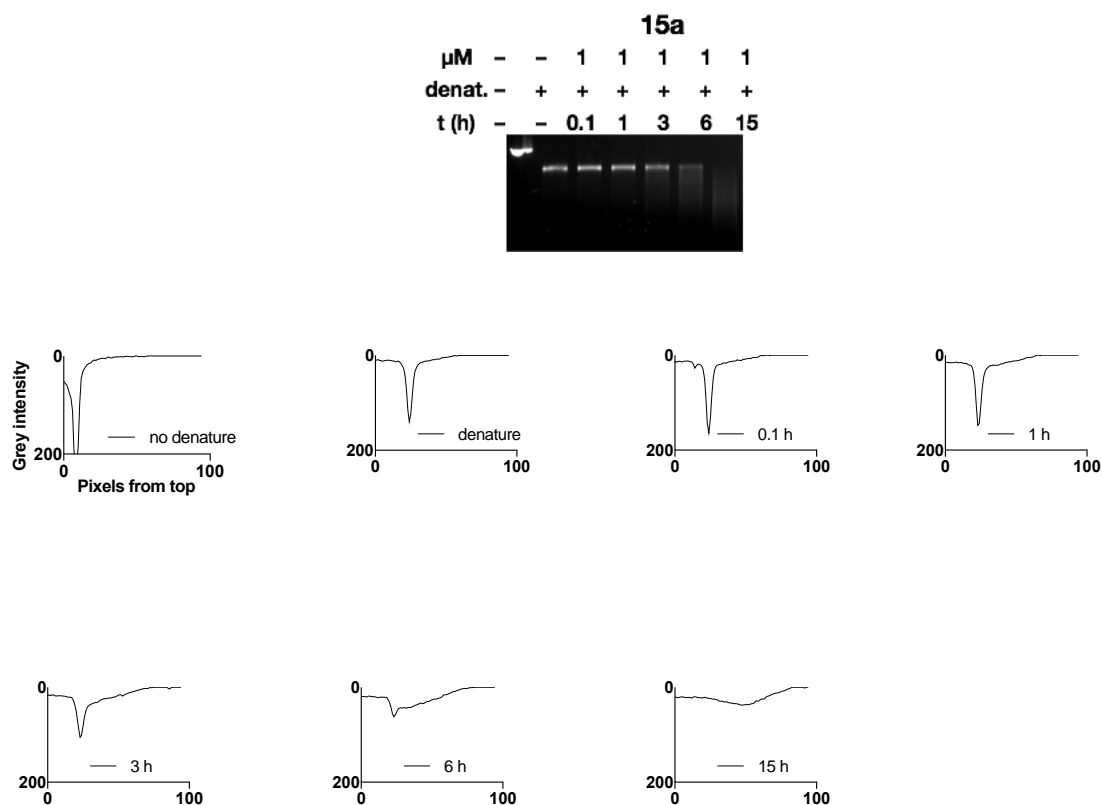 15a
µM – – 1 1 1 1 1
denat. – + + + + + +
t (h) – – 0.1 1 3 6 15
0 0 0 0
Grey intensity
no denature denature 0.1 h 1 h
200 200 200 200
0 100 0 100 0 100 0 100
Pixels from top
0 0 0
3 h 6 h 15 h
200 200 200
0 100 0 100 0 100